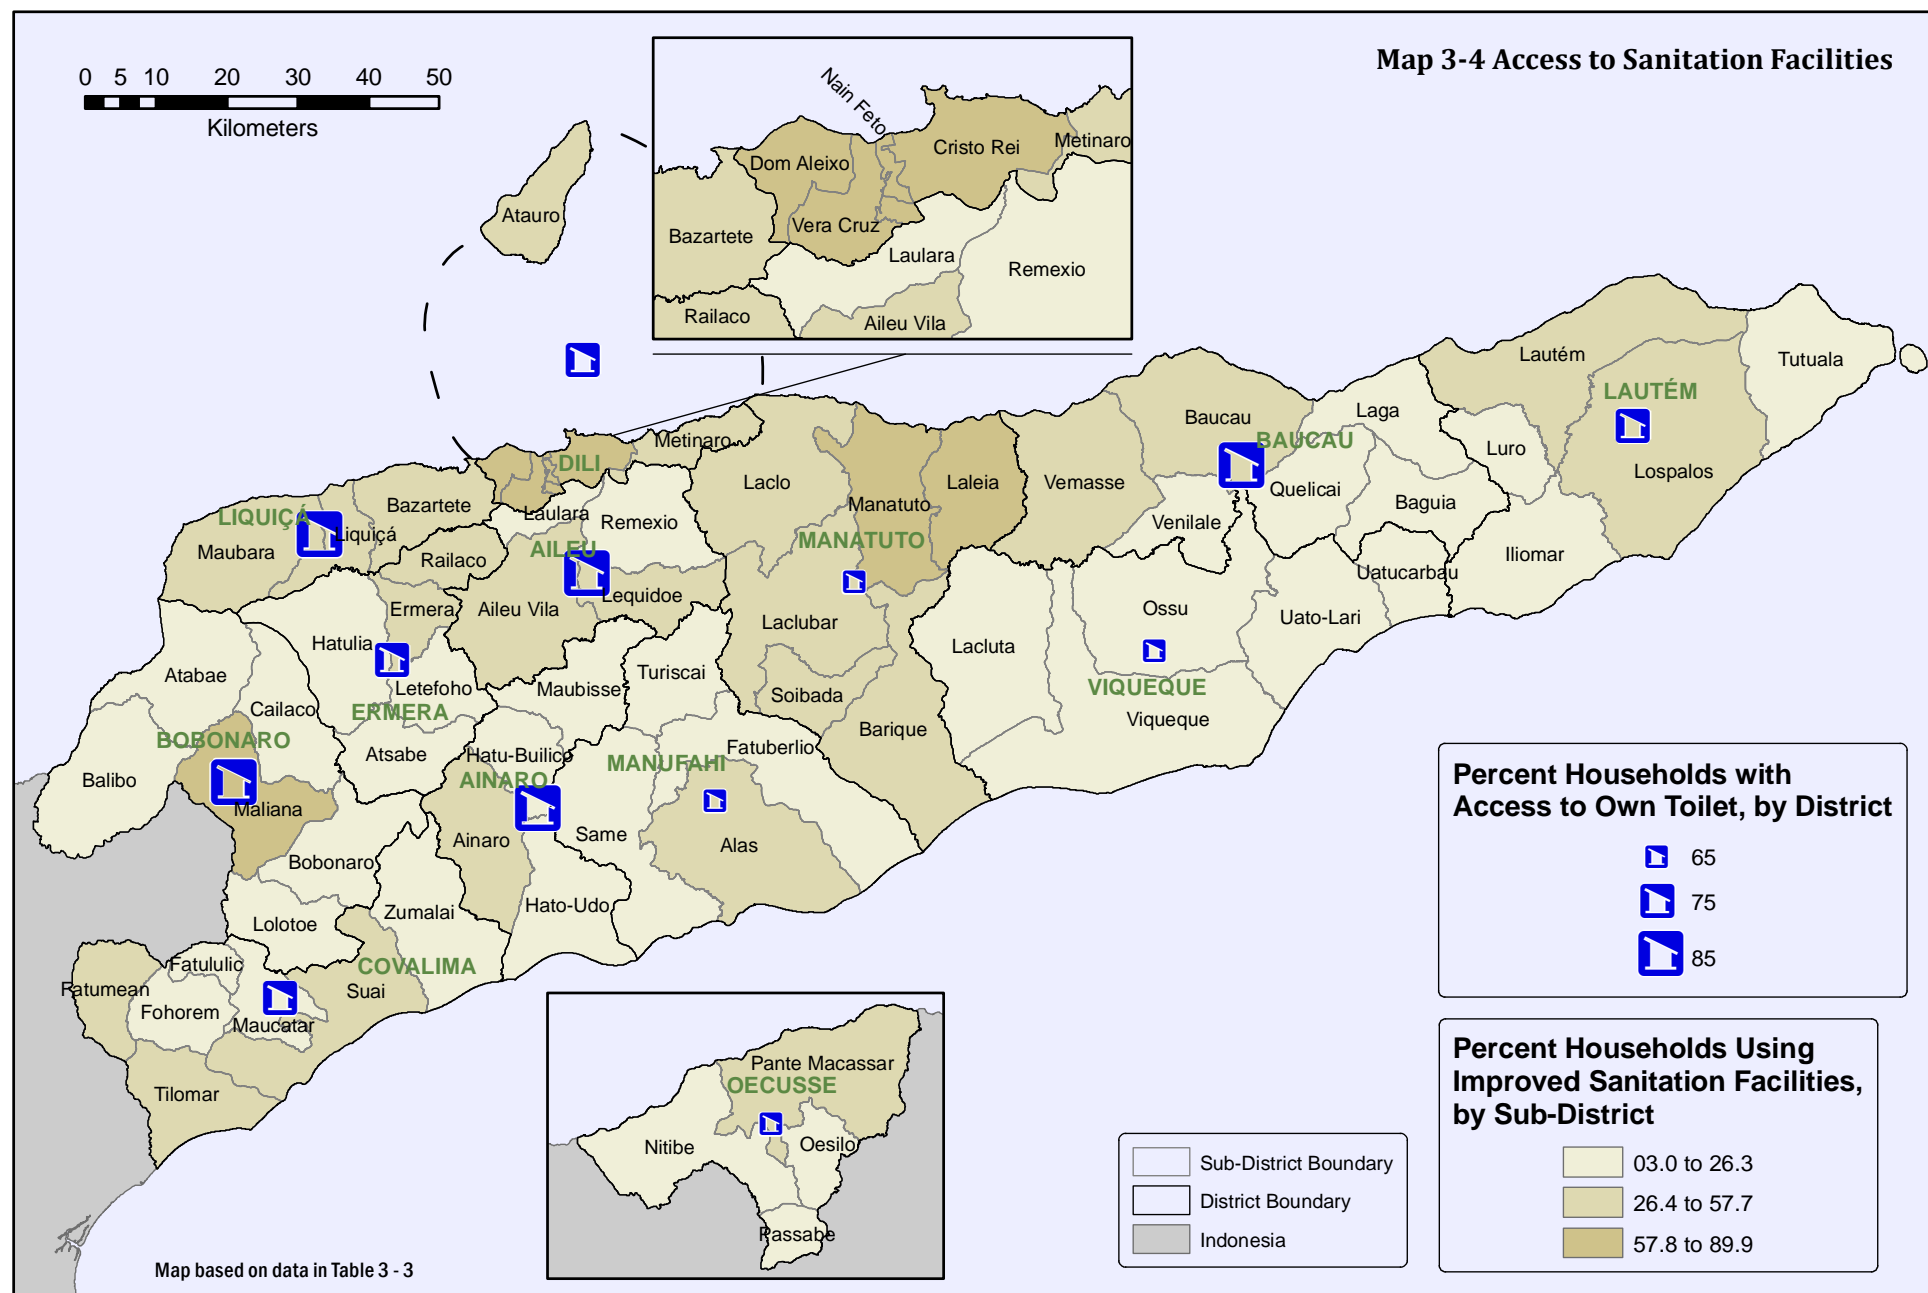 Map 3-4 Access to Sanitation Facilities
0 5 10 20 30 40 50
Kilometers
Nain Feto
Cristo Rei
Metinaro
Dom Aleixo
Vera Cruz
Bazartete
Laulara
Remexio
Railaco
Aileu Vila
Atauro
Lautém
Tutuala
LAUTÉM
Baucau
Laga
BAUCAU
Luro
Lospalos
Metinaro
DILI
Laclo
Laleia
Vemasse
Quelicai
Baguia
Manatuto
Venilale
Bazartete
Laulara
Remexio
LIQUIÇÁ
Liquiçá
Maubara
MANATUTO
AILEU
Iliomar
Railaco
Uatucarbau
Lequidoe
Ermera
Aileu Vila
Ossu
Uato-Lari
Laclubar
Hatulia
Lacluta
Atabae
Turiscai
Letefoho
Maubisse
VIQUEQUE
Soibada
Cailaco
ERMERA
Viqueque
Barique
BOBONARO
Atsabe
Hatu-Builico
Fatuberlio
MANUFAHI
Balibo
AINARO
Maliana
Same
Ainaro
Alas
Bobonaro
Hato-Udo
Zumalai
Lolotoe
Fatululic
COVALIMA
Fatumean
Suai
Fohorem
Maucatar
Tilomar
Pante Macassar
OECUSSE
Nitibe
Oesilo
Passabe
Percent Households with
Access to Own Toilet, by District
65
75
85
Percent Households Using
Improved Sanitation Facilities,
by Sub-District
03.0 to 26.3
26.4 to 57.7
57.8 to 89.9
Sub-District Boundary
District Boundary
Indonesia
Map based on data in Table 3 - 3